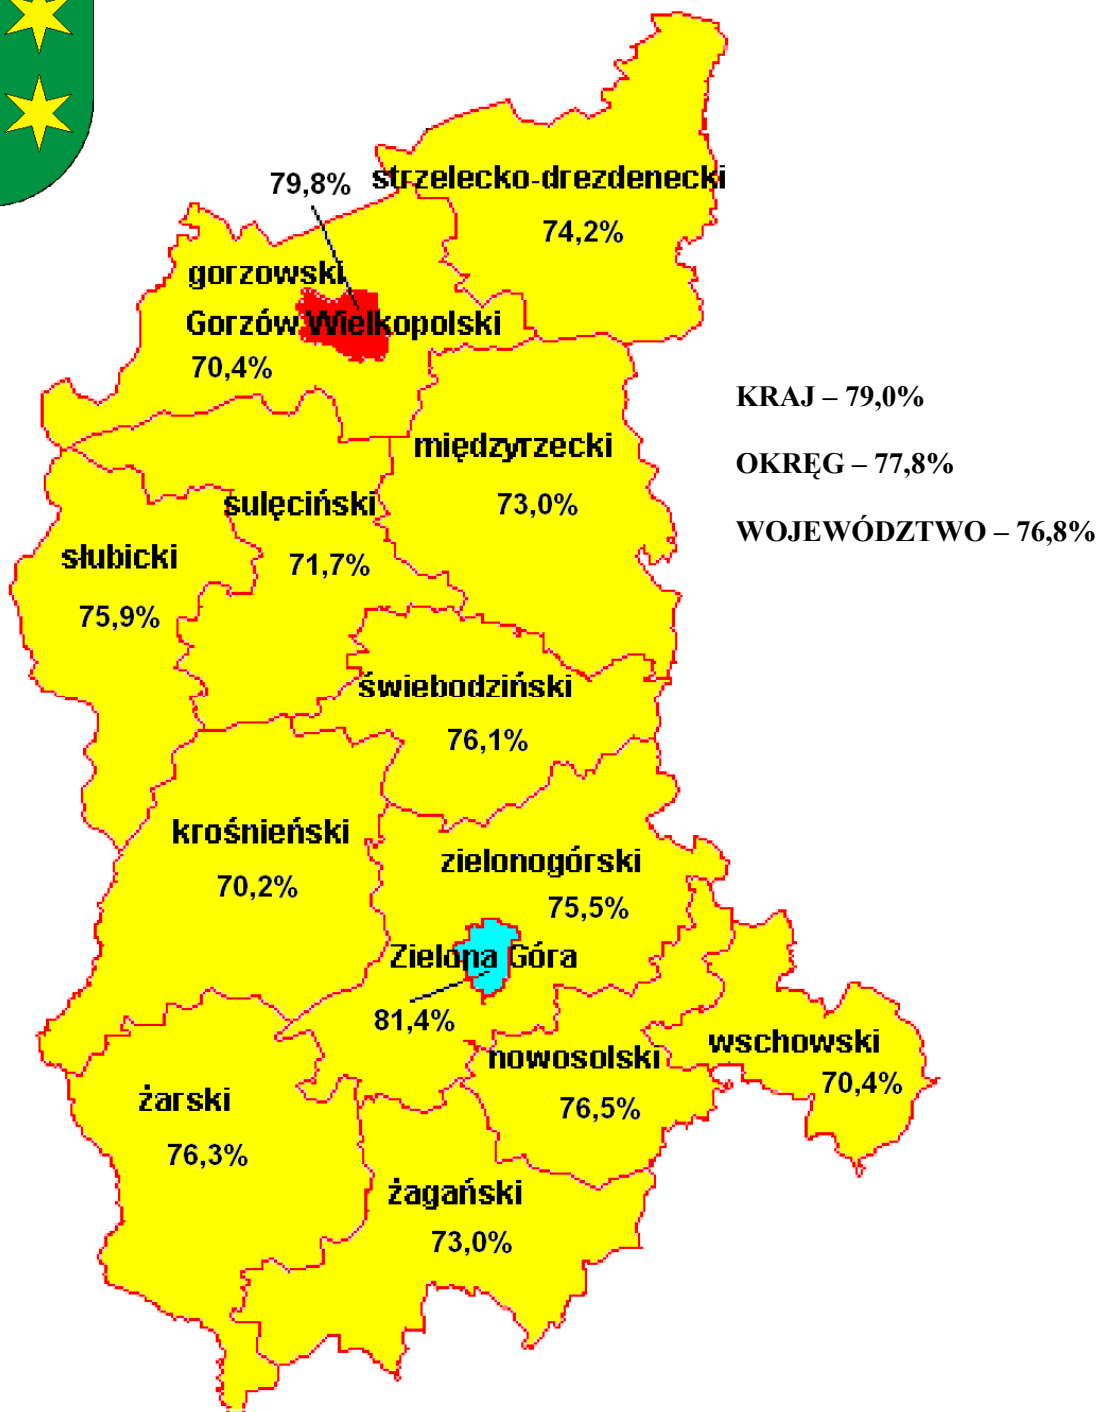 strzelecko-drezdenecki
79,8%
74,2%
gorzowski
Gorzów Wielkopolski
70,4%
KRAJ – 79,0%
międzyrzecki
OKRĘG – 77,8%
sulęciński
73,0%
WOJEWÓDZTWO – 76,8%
słubicki
71,7%
75,9%
świebodziński
76,1%
krośnieński
zielonogórski
70,2%
75,5%
Zielona Góra
81,4%
wschowski
nowosolski
70,4%
żarski
76,5%
76,3%
żagański
73,0%